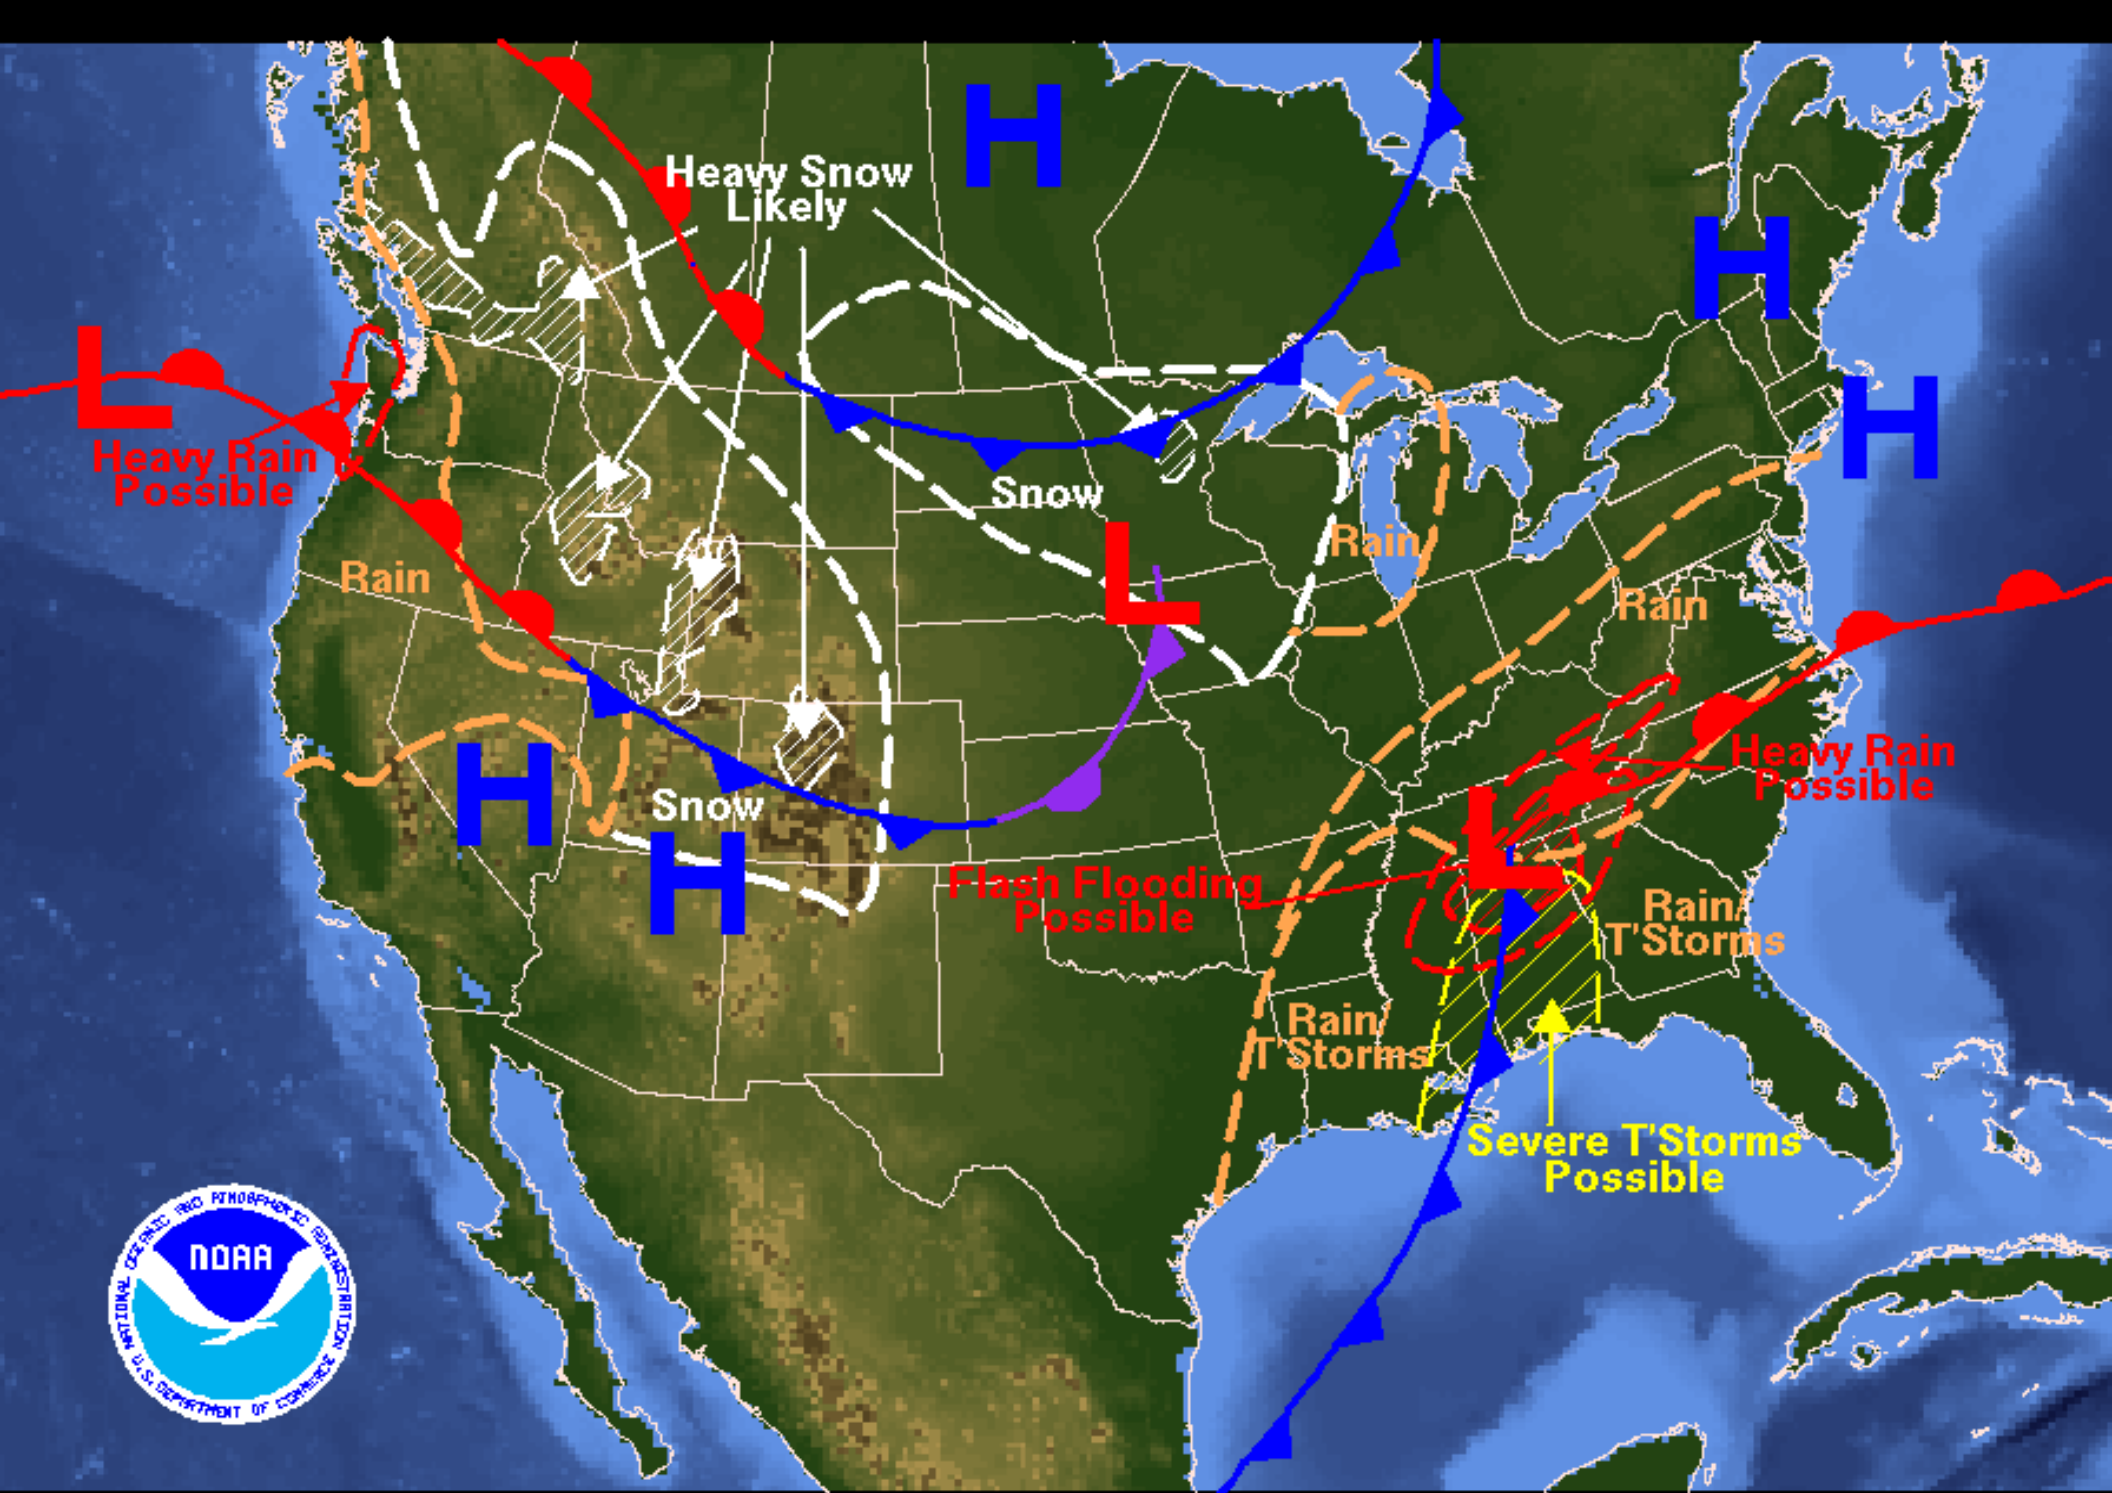 H
Heavy Snow
Likely
H
L
H
Heavy Rain
Possible
Snow
L
Rain
Rain
Rain
H
Snow
H
L
Heavy Rain
Possible
Flash Flooding
Possible
Rain/
T'Storms
Rain/
T'Storms
Severe T'Storms
Possible
NATIONAL OCEANIC AND ATMOSPHERIC ADMINISTRATION
NOAA
U.S. DEPARTMENT OF COMMERCE